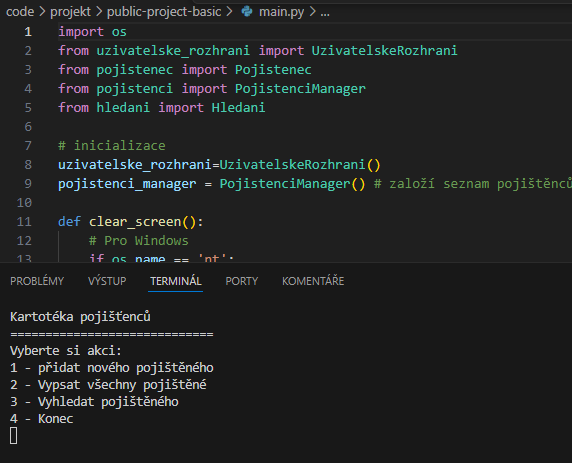 code > projekt > public-project-basic > main.py > ...
1 import os
2 from uzivatelske_rozhrani import UzivatelskeRozhrani
3 from pojistenec import Pojistenec
4 from pojistenci import PojistenciManager
5 from hledani import Hledani
6
7 # inicializace
8 uzivatelske_rozhrani=UzivatelskeRozhrani()
9 pojistenci_manager = PojistenciManager() # založí seznam pojištěnců
10
11 def clear_screen():
12 # Pro Windows
13 if os.name == 'nt':
PROBLÉMY VÝSTUP TERMINÁL PORTY KOMENTÁŘE
Kartotéka pojišťenců
=============================
Vyberte si akci:
1 - přidat nového pojištěného
2 - Vypsat všechny pojištěné
3 - Vyhledat pojištěného
4 - Konec